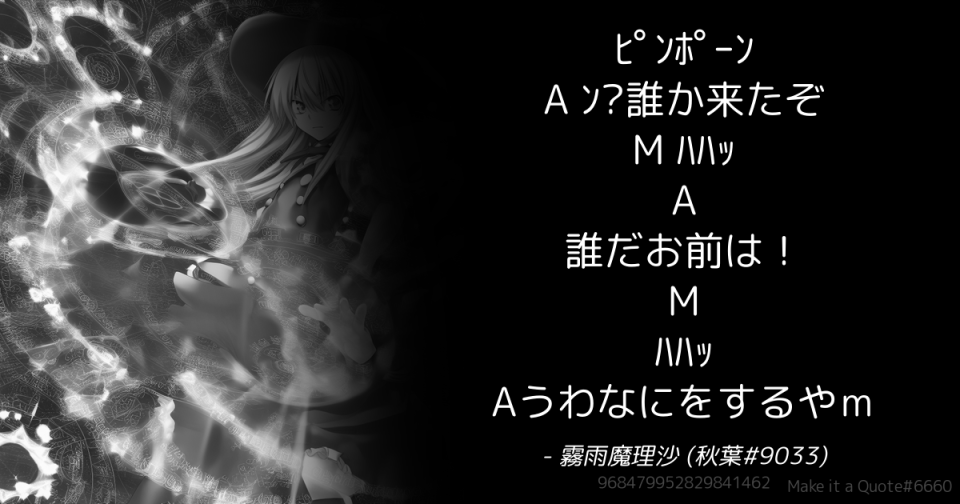 ﾋﾟﾝﾎﾟｰﾝ
A ﾝ?誰か来たぞ
M ﾊﾊｯ
A
誰だお前は！
M
ﾊﾊｯ
Aうわなにをするやm
- 霧雨魔理沙 (秋葉#9033)
968479952829841462
Make it a Quote#6660